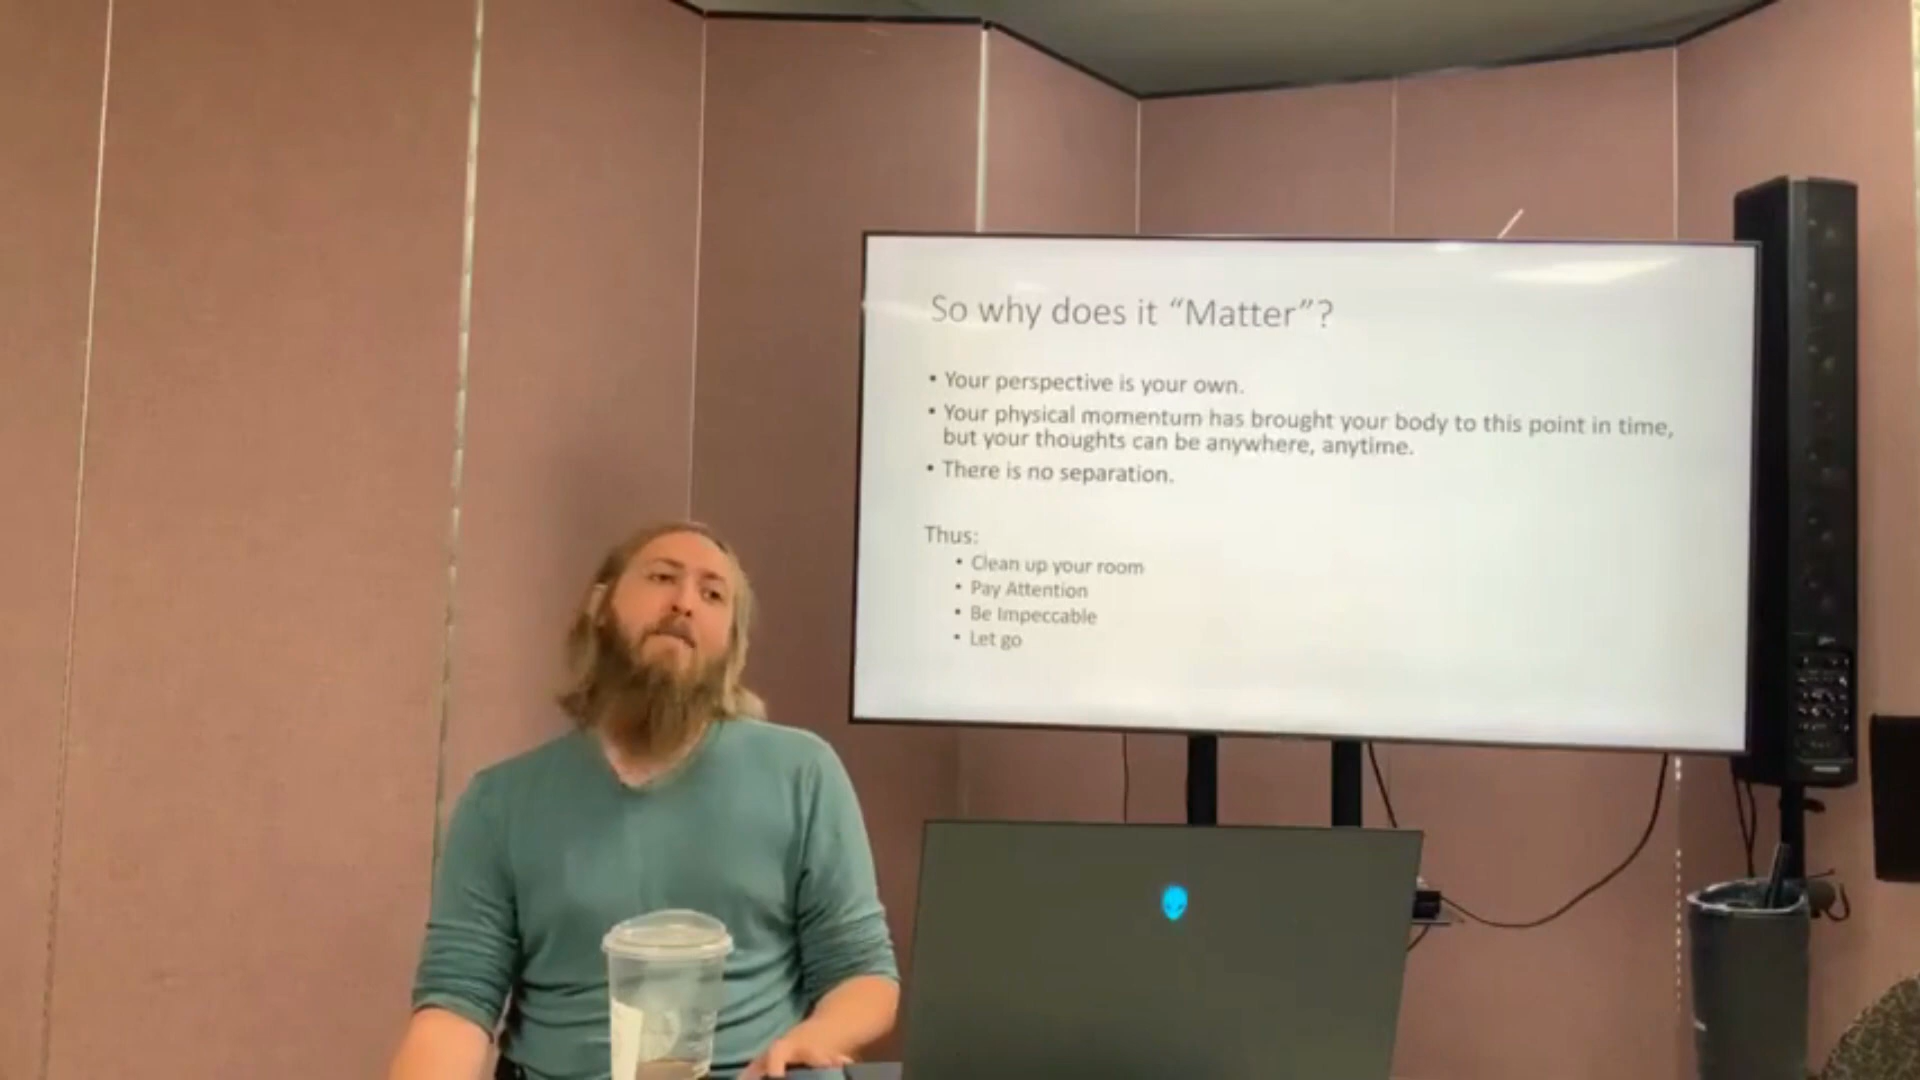 So why does it “Matter”?
• Your perspective is your own.
• Your physical momentum has brought your body to this point in time,
but your thoughts can be anywhere, anytime.
• There is no separation.
Thus:
• Clean up your room
• Pay Attention
• Be Impeccable
• Let go